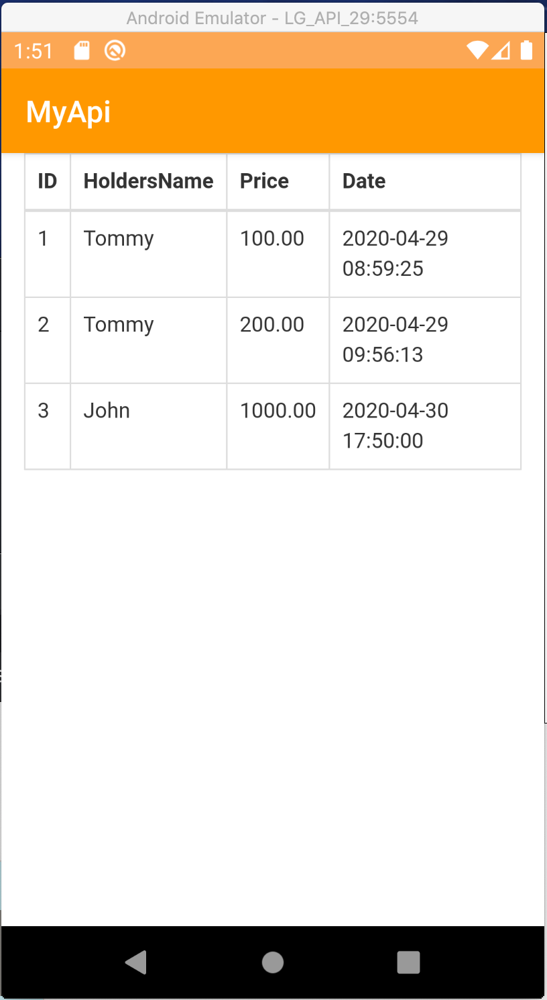 Android Emulator - LG_API_29:5554
1:51
MyApi
ID HoldersName Price Date
1 Tommy 100.00 2020-04-29
08:59:25
2 Tommy 200.00 2020-04-29
09:56:13
3 John 1000.00 2020-04-30
17:50:00